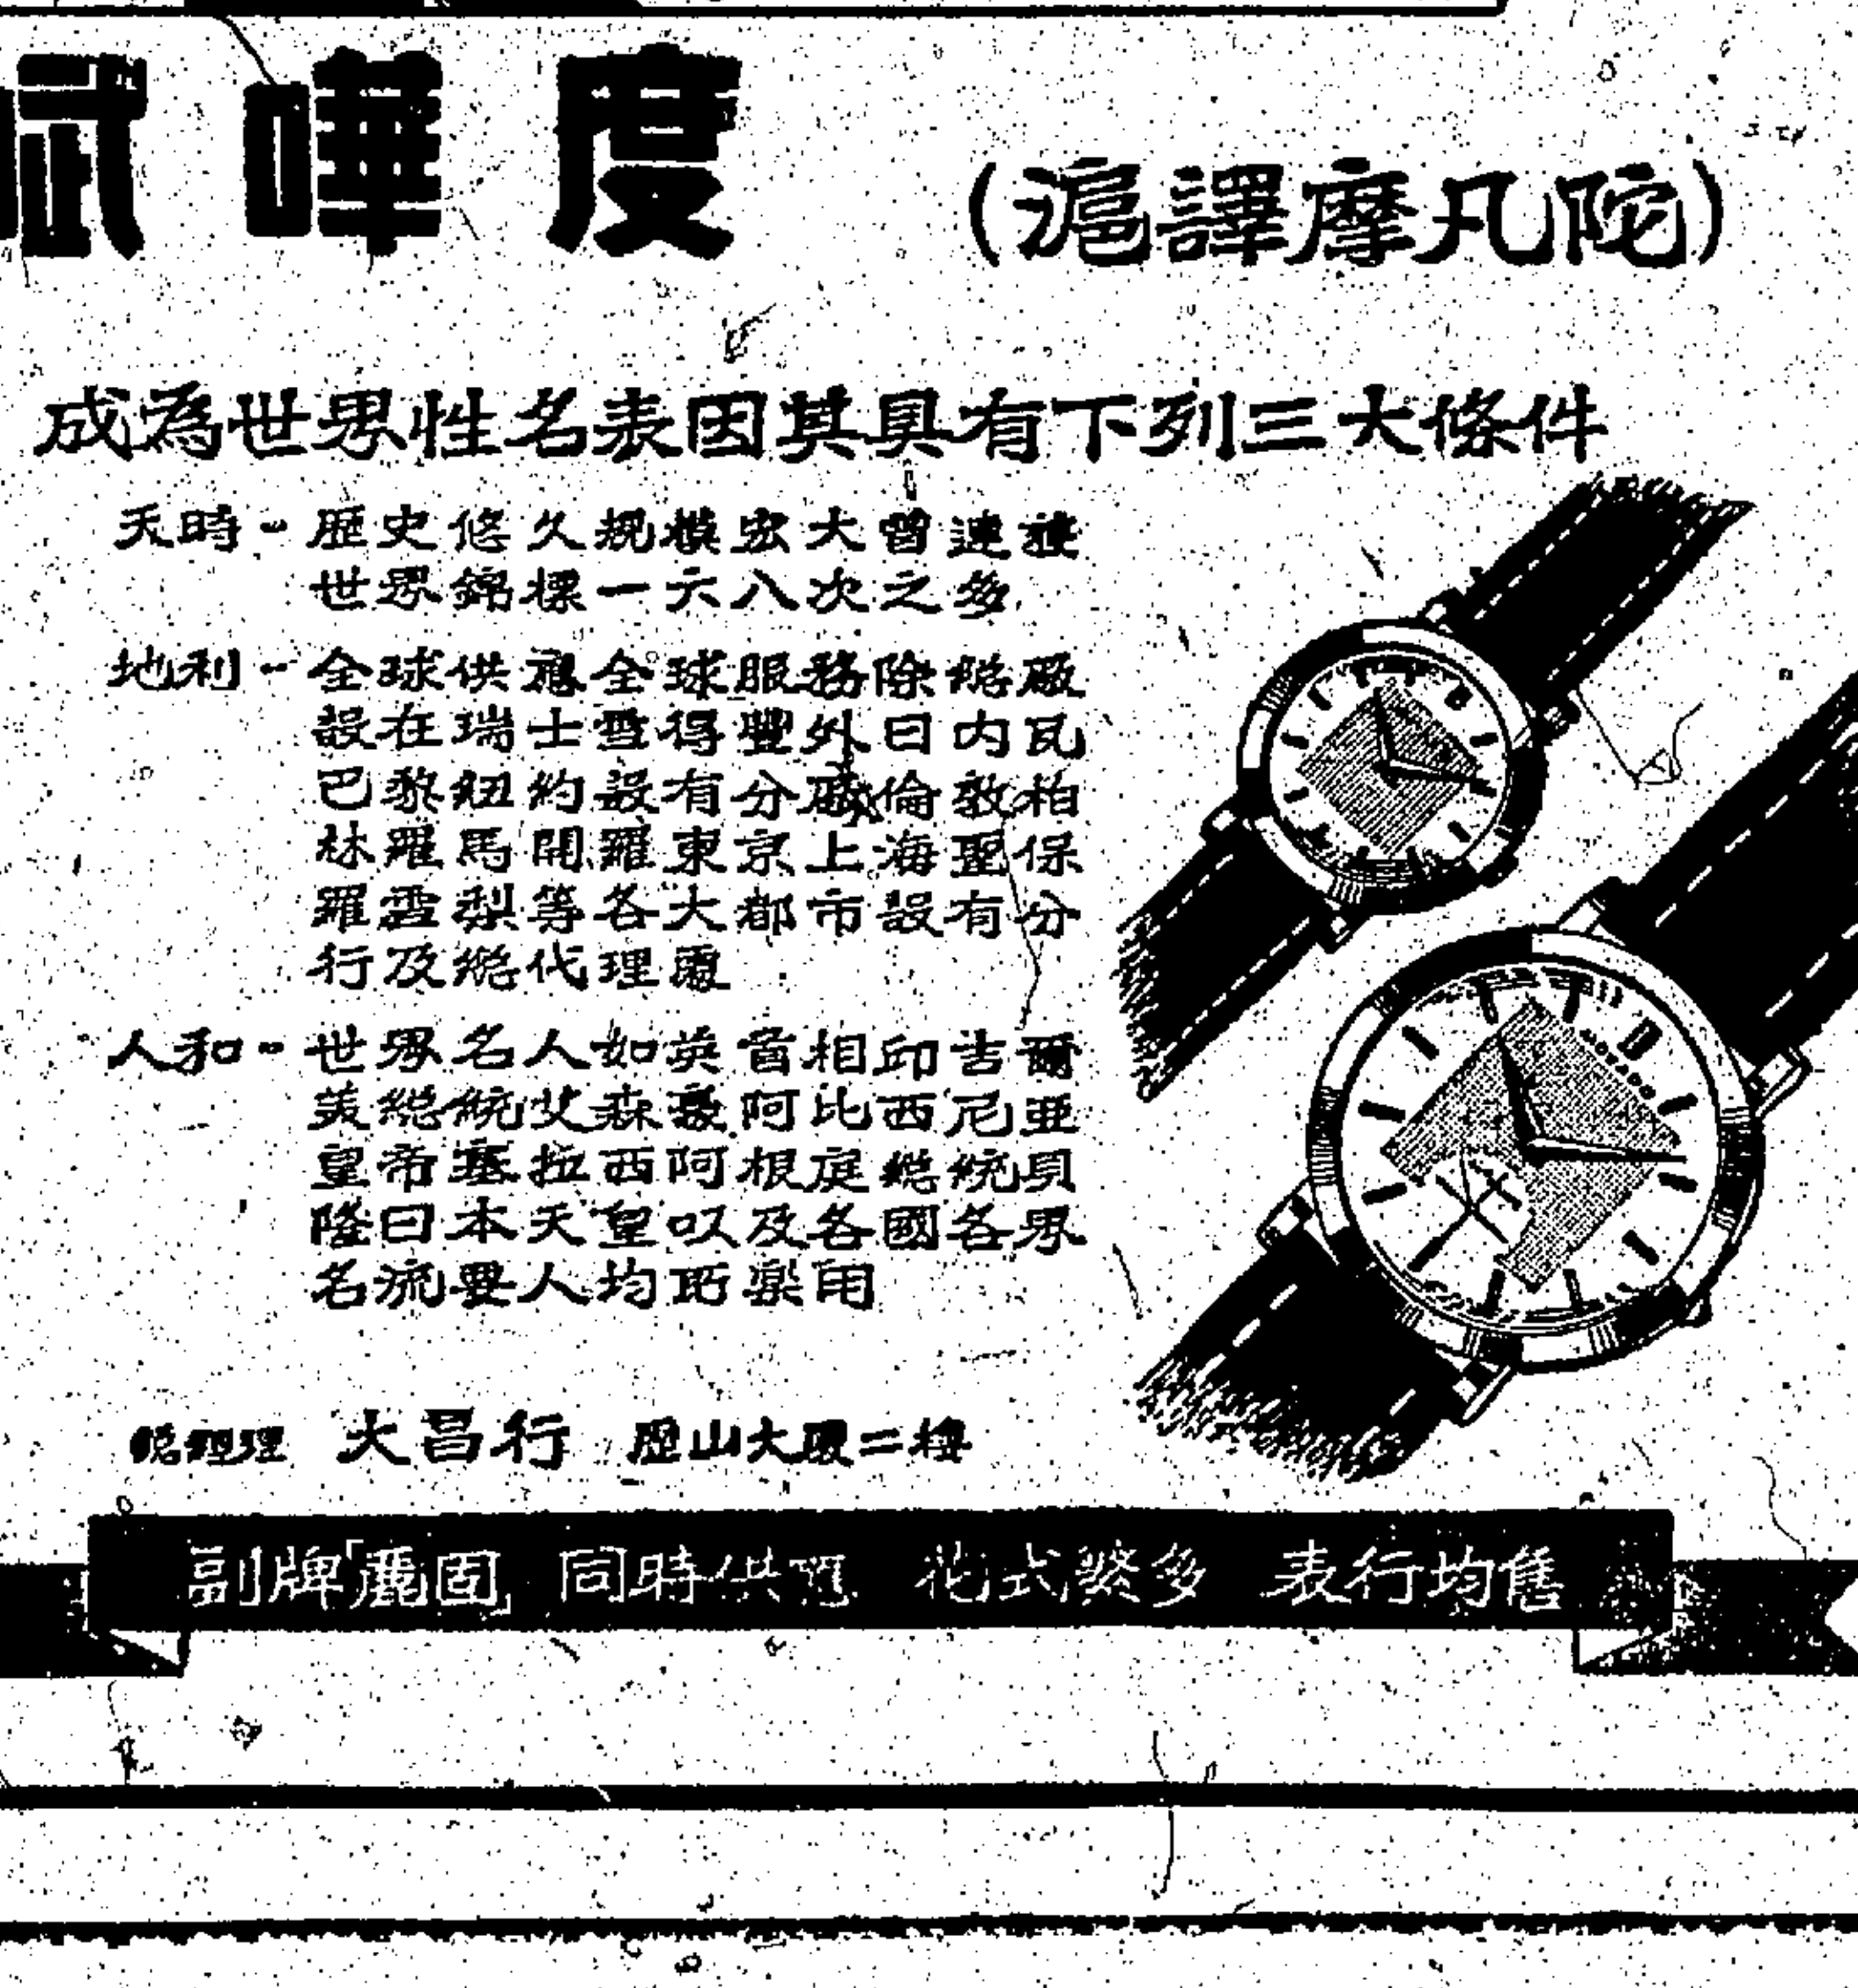 嘩度
(滬譯摩凡陀)
成為世界性名表因其具有下列三大條件
天時-歷史悠久規模宏大曾連獲
世界錦標一六八次之多
地利-全球供應全球服務除總廠
設在瑞士雪得豐外日内瓦
巴黎紐約設有分廠倫敦柏
林羅馬開羅東京上海聖保
羅雪梨等各大都市設有分
行及總代理處
人和-世界名人如英首相邱吉爾
美總統艾森豪阿比西尼亞
皇帝塞拉西阿根庭總統貝
隆日本天皇以及各國各界
名流要人均所樂用
MOVADO
總經理 大昌行 歷山大廈二樓
副牌「麗固」 同時供應 花式繁多 表行均售